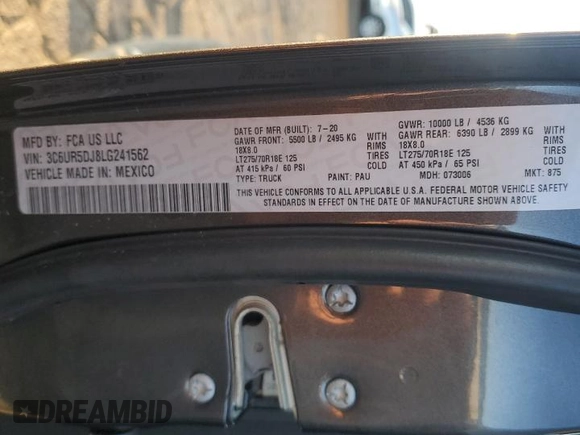 MFD BY: FCA US LLC
VIN: 3C6UR5DJ8LG241562
VEHICLE MADE IN: MEXICO
DATE OF MFR (BUILT): 7-20
GVWR: 10000 LB / 4536 KG
GAWR FRONT: 5500 LB / 2495 KG WITH
GAWR REAR: 6390 LB / 2899 KG WITH
18X8.0 RIMS
18X8.0 RIMS
LT275/70R18E 125 TIRES
LT275/70R18E 125 TIRES
AT 415 kPa / 60 PSI
AT 450 kPa / 65 PSI
TYPE: TRUCK PAINT: PAU MDH: 073006 MKT: 875
THIS VEHICLE CONFORMS TO ALL APPLICABLE U.S.A. FEDERAL MOTOR VEHICLE SAFETY
STANDARDS IN EFFECT ON THE DATE OF MANUFACTURE SHOWN ABOVE.
DREAMBID